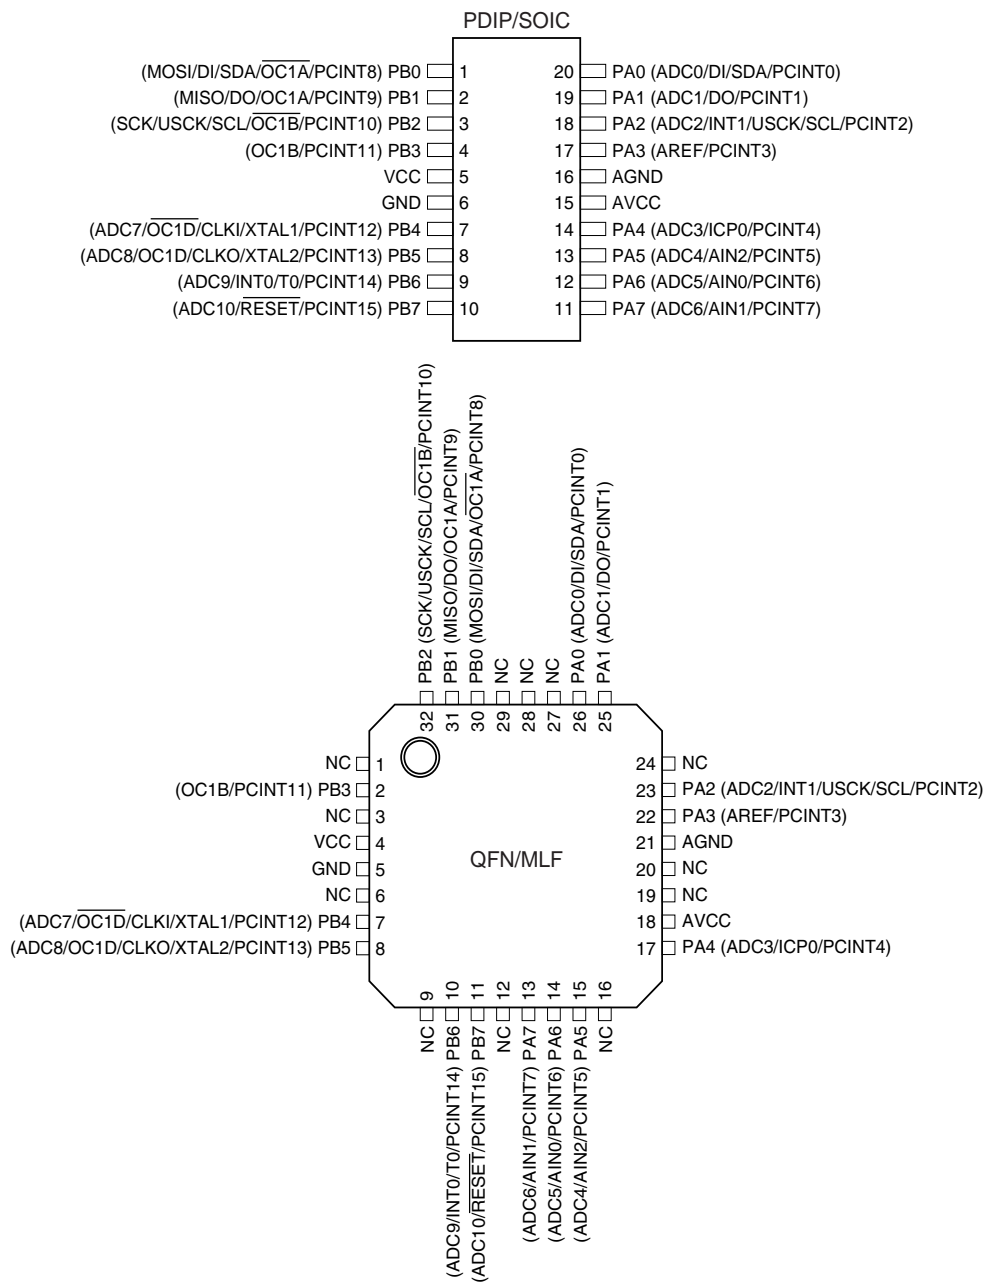 PDIP/SOIC
(MOSI/DI/SDA/OC1A/PCINT8) PB0 1 20 PA0 (ADC0/DI/SDA/PCINT0)
(MISO/DO/OC1A/PCINT9) PB1 2 19 PA1 (ADC1/DO/PCINT1)
(SCK/USCK/SCL/OC1B/PCINT10) PB2 3 18 PA2 (ADC2/INT1/USCK/SCL/PCINT2)
(OC1B/PCINT11) PB3 4 17 PA3 (AREF/PCINT3)
VCC 5 16 AGND
GND 6 15 AVCC
(ADC7/OC1D/CLKI/XTAL1/PCINT12) PB4 7 14 PA4 (ADC3/ICP0/PCINT4)
(ADC8/OC1D/CLKO/XTAL2/PCINT13) PB5 8 13 PA5 (ADC4/AIN2/PCINT5)
(ADC9/INT0/T0/PCINT14) PB6 9 12 PA6 (ADC5/AIN0/PCINT6)
(ADC10/RESET/PCINT15) PB7 10 11 PA7 (ADC6/AIN1/PCINT7)
32 PB2 (SCK/USCK/SCL/OC1B/PCINT10)
31 PB1 (MISO/DO/OC1A/PCINT9)
30 PB0 (MOSI/DI/SDA/OC1A/PCINT8)
29 NC
28 NC
27 NC
26 PA0 (ADC0/DI/SDA/PCINT0)
25 PA1 (ADC1/DO/PCINT1)
NC 1
(OC1B/PCINT11) PB3 2
NC 3
VCC 4
GND 5
NC 6
(ADC7/OC1D/CLKI/XTAL1/PCINT12) PB4 7
(ADC8/OC1D/CLKO/XTAL2/PCINT13) PB5 8
QFN/MLF
24 NC
23 PA2 (ADC2/INT1/USCK/SCL/PCINT2)
22 PA3 (AREF/PCINT3)
21 AGND
20 NC
19 NC
18 AVCC
17 PA4 (ADC3/ICP0/PCINT4)
NC 9
(ADC9/INT0/T0/PCINT14) PB6 10
(ADC10/RESET/PCINT15) PB7 11
NC 12
(ADC6/AIN1/PCINT7) PA7 13
(ADC5/AIN0/PCINT6) PA6 14
(ADC4/AIN2/PCINT5) PA5 15
NC 16